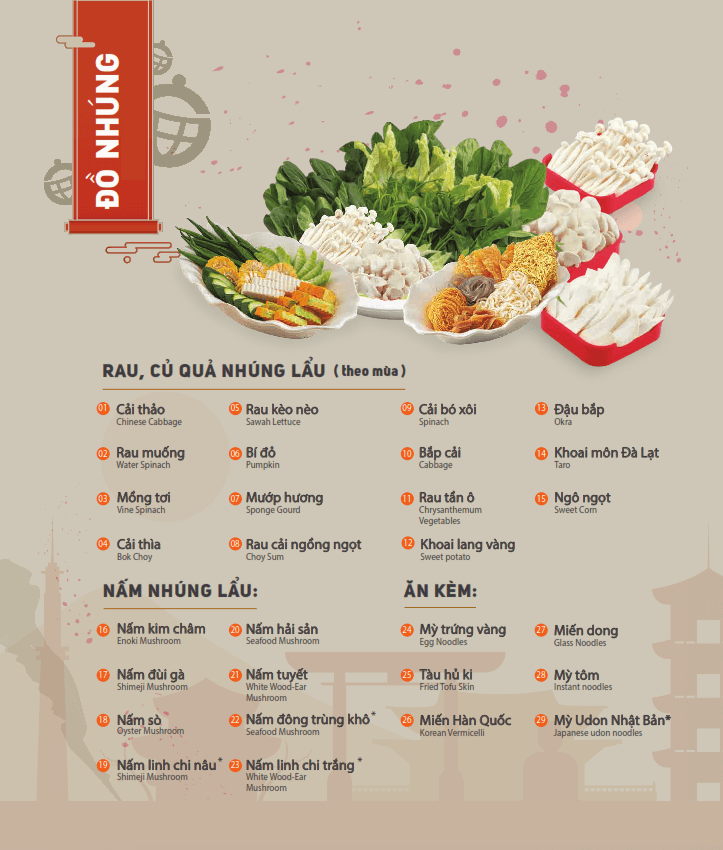 ĐỒ NHÚNG
RAU, CỦ QUẢ NHÚNG LẨU (theo mùa)
01 Cải thảo
Chinese Cabbage
02 Rau muống
Water Spinach
03 Mồng tơi
Vine Spinach
04 Cải thìa
Bok Choy
05 Rau kèo nèo
Sawah Lettuce
06 Bí đỏ
Pumpkin
07 Mướp hương
Sponge Gourd
08 Rau cải ngồng ngọt
Choy Sum
09 Cải bó xôi
Spinach
10 Bắp cải
Cabbage
11 Rau tần ô
Chrysanthemum
Vegetables
12 Khoai lang vàng
Sweet potato
13 Đậu bắp
Okra
14 Khoai môn Đà Lạt
Taro
15 Ngô ngọt
Sweet Corn
NẤM NHÚNG LẨU:
16 Nấm kim châm
Enoki Mushroom
17 Nấm đùi gà
Shimeji Mushroom
18 Nấm sò
Oyster Mushroom
19 Nấm linh chi nâu*
Shimeji Mushroom
20 Nấm hải sản
Seafood Mushroom
21 Nấm tuyết
White Wood-Ear
Mushroom
22 Nấm đông trùng khô*
Seafood Mushroom
23 Nấm linh chi trắng *
White Wood-Ear
Mushroom
ĂN KÈM:
24 Mỳ trứng vàng
Egg Noodles
25 Tàu hủ ki
Fried Tofu Skin
26 Miến Hàn Quốc
Korean Vermicelli
27 Miến dong
Glass Noodles
28 Mỳ tôm
Instant noodles
29 Mỳ Udon Nhật Bản*
Japanese udon noodles